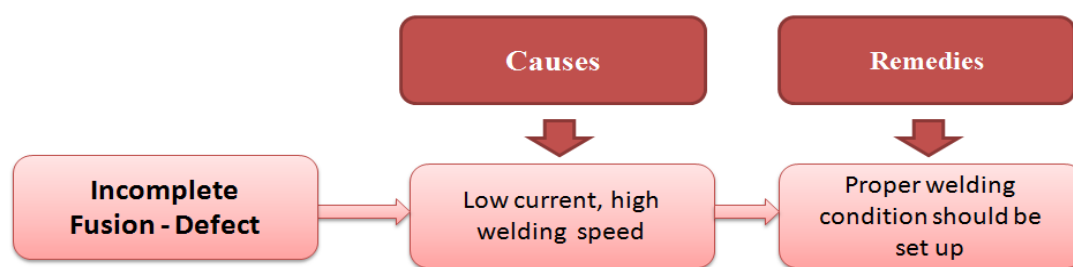 Causes
Remedies
Incomplete
Fusion - Defect
Low current, high
welding speed
Proper welding
condition should be
set up